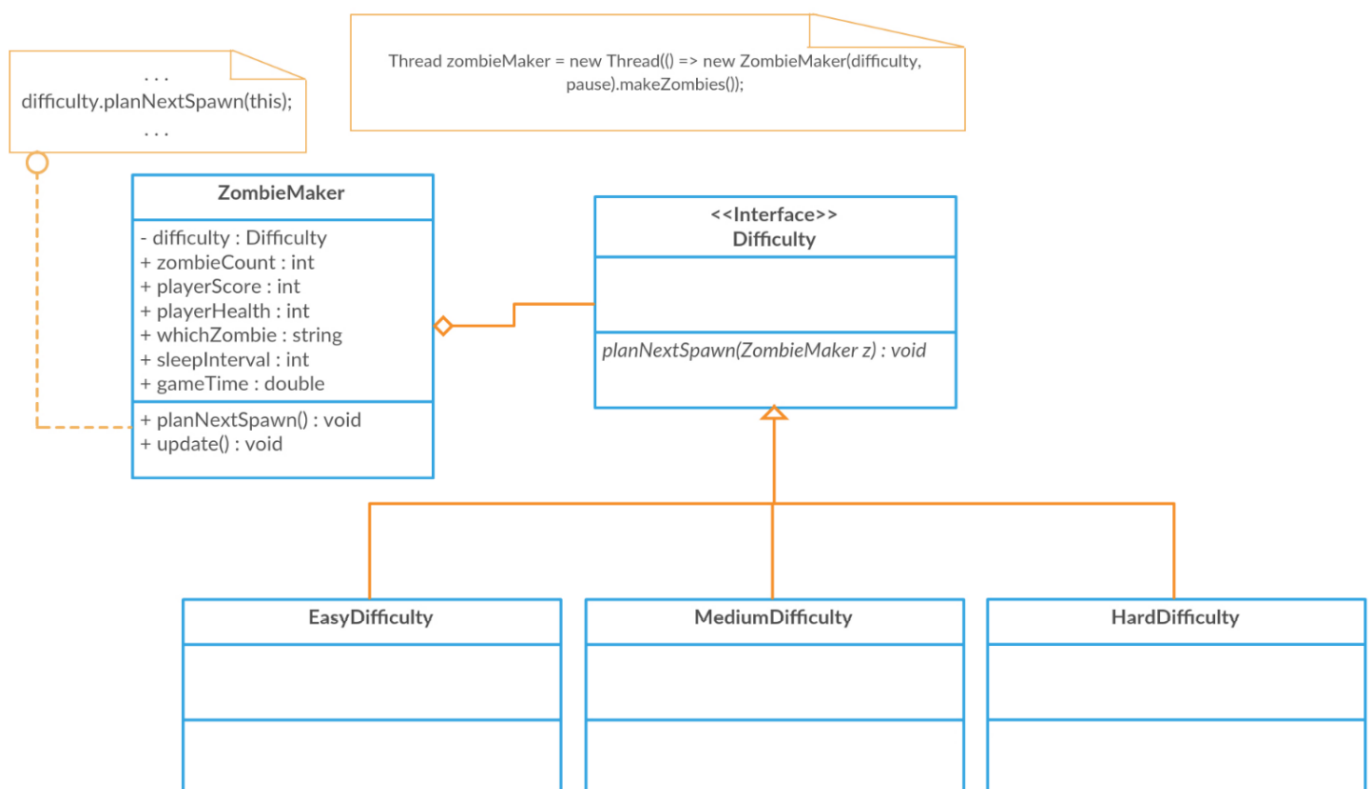 . . .
difficulty.planNextSpawn(this);
. . .
Thread zombieMaker = new Thread(() => new ZombieMaker(difficulty,
pause).makeZombies());
ZombieMaker
- difficulty : Difficulty
+ zombieCount : int
+ playerScore : int
+ playerHealth : int
+ whichZombie : string
+ sleepInterval : int
+ gameTime : double
+ planNextSpawn() : void
+ update() : void
<<Interface>>
Difficulty
planNextSpawn(ZombieMaker z) : void
EasyDifficulty
MediumDifficulty
HardDifficulty